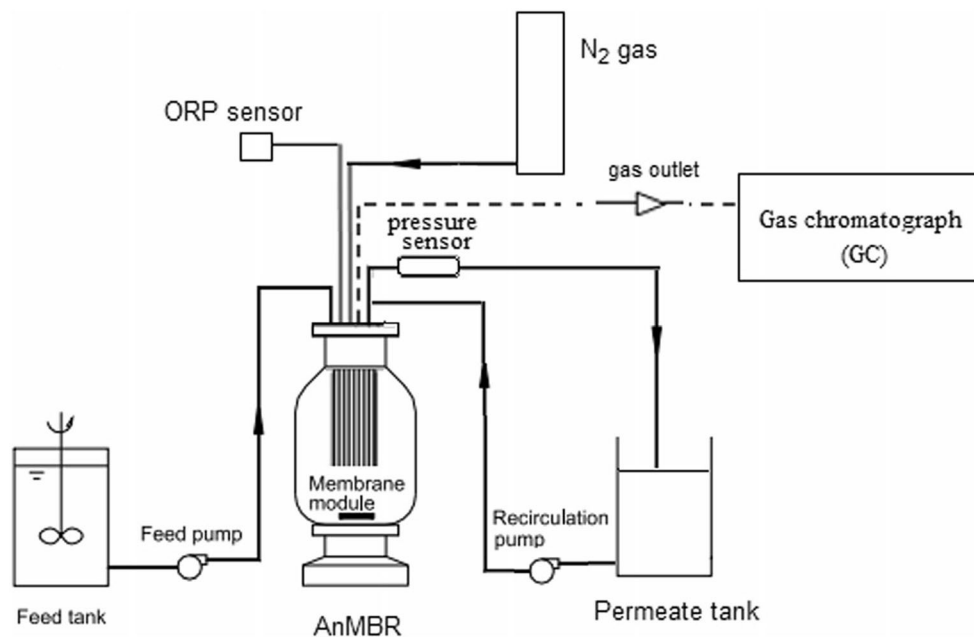 N2 gas
ORP sensor
gas outlet
pressure
sensor
Gas chromatograph
(GC)
Membrane
module
Feed pump
Recirculation
pump
Feed tank
AnMBR
Permeate tank